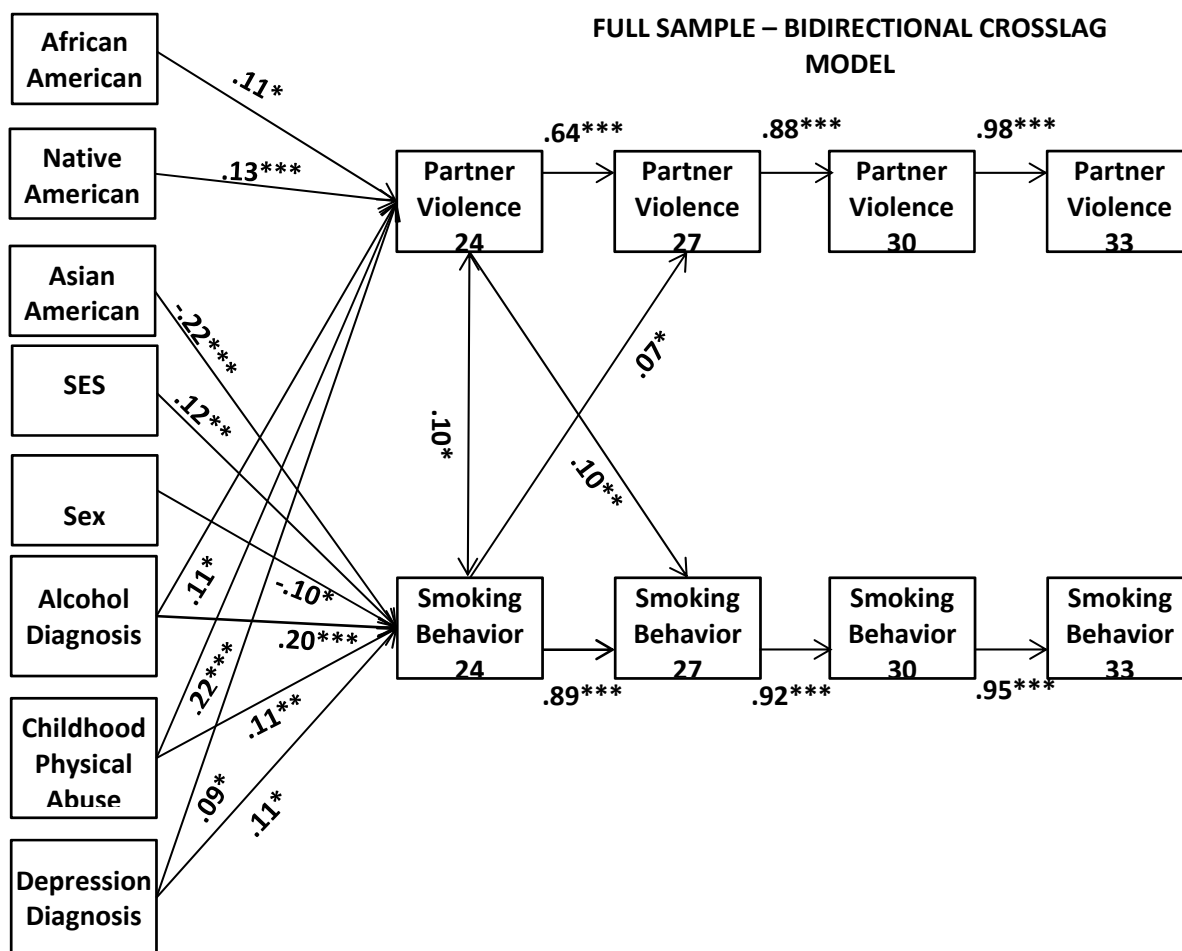 FULL SAMPLE – BIDIRECTIONAL CROSSLAG
MODEL
African
American
.11*
Native
American
.13***
Asian
American
-.22***
SES
.12**
Sex
-.10*
Alcohol
Diagnosis
.11*
.20***
Childhood
Physical
Abuse
.22***
.11**
Depression
Diagnosis
.09*
.11*
Partner
Violence
24
.64***
Partner
Violence
27
.88***
Partner
Violence
30
.98***
Partner
Violence
33
.10*
.07*
.10**
Smoking
Behavior
24
.89***
Smoking
Behavior
27
.92***
Smoking
Behavior
30
.95***
Smoking
Behavior
33